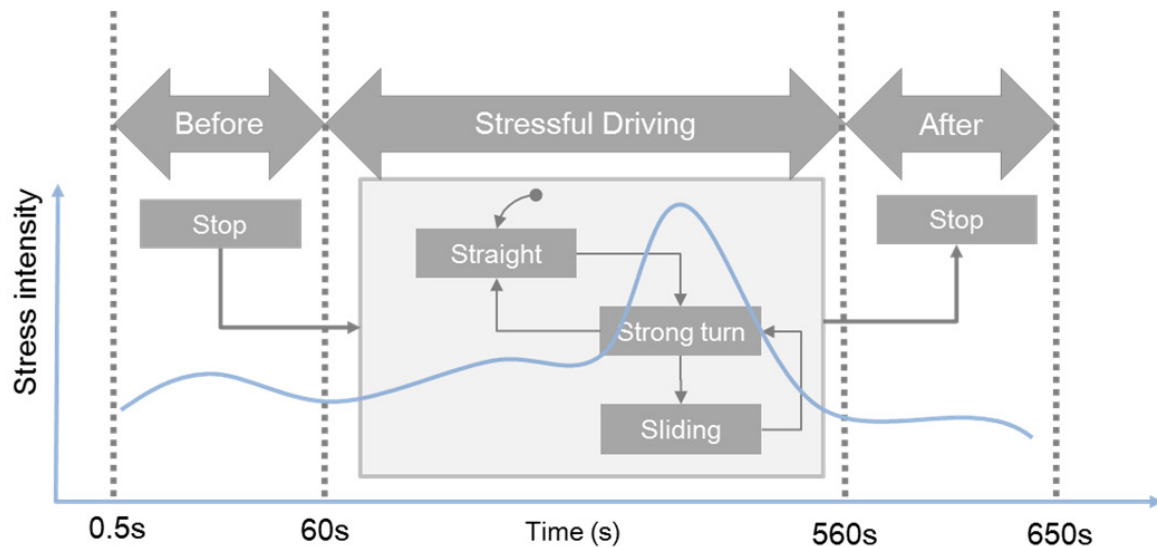 Before
Stressful Driving
After
Stop
Stop
Straight
Strong turn
Sliding
Stress intensity
0.5s
60s
Time (s)
560s
650s